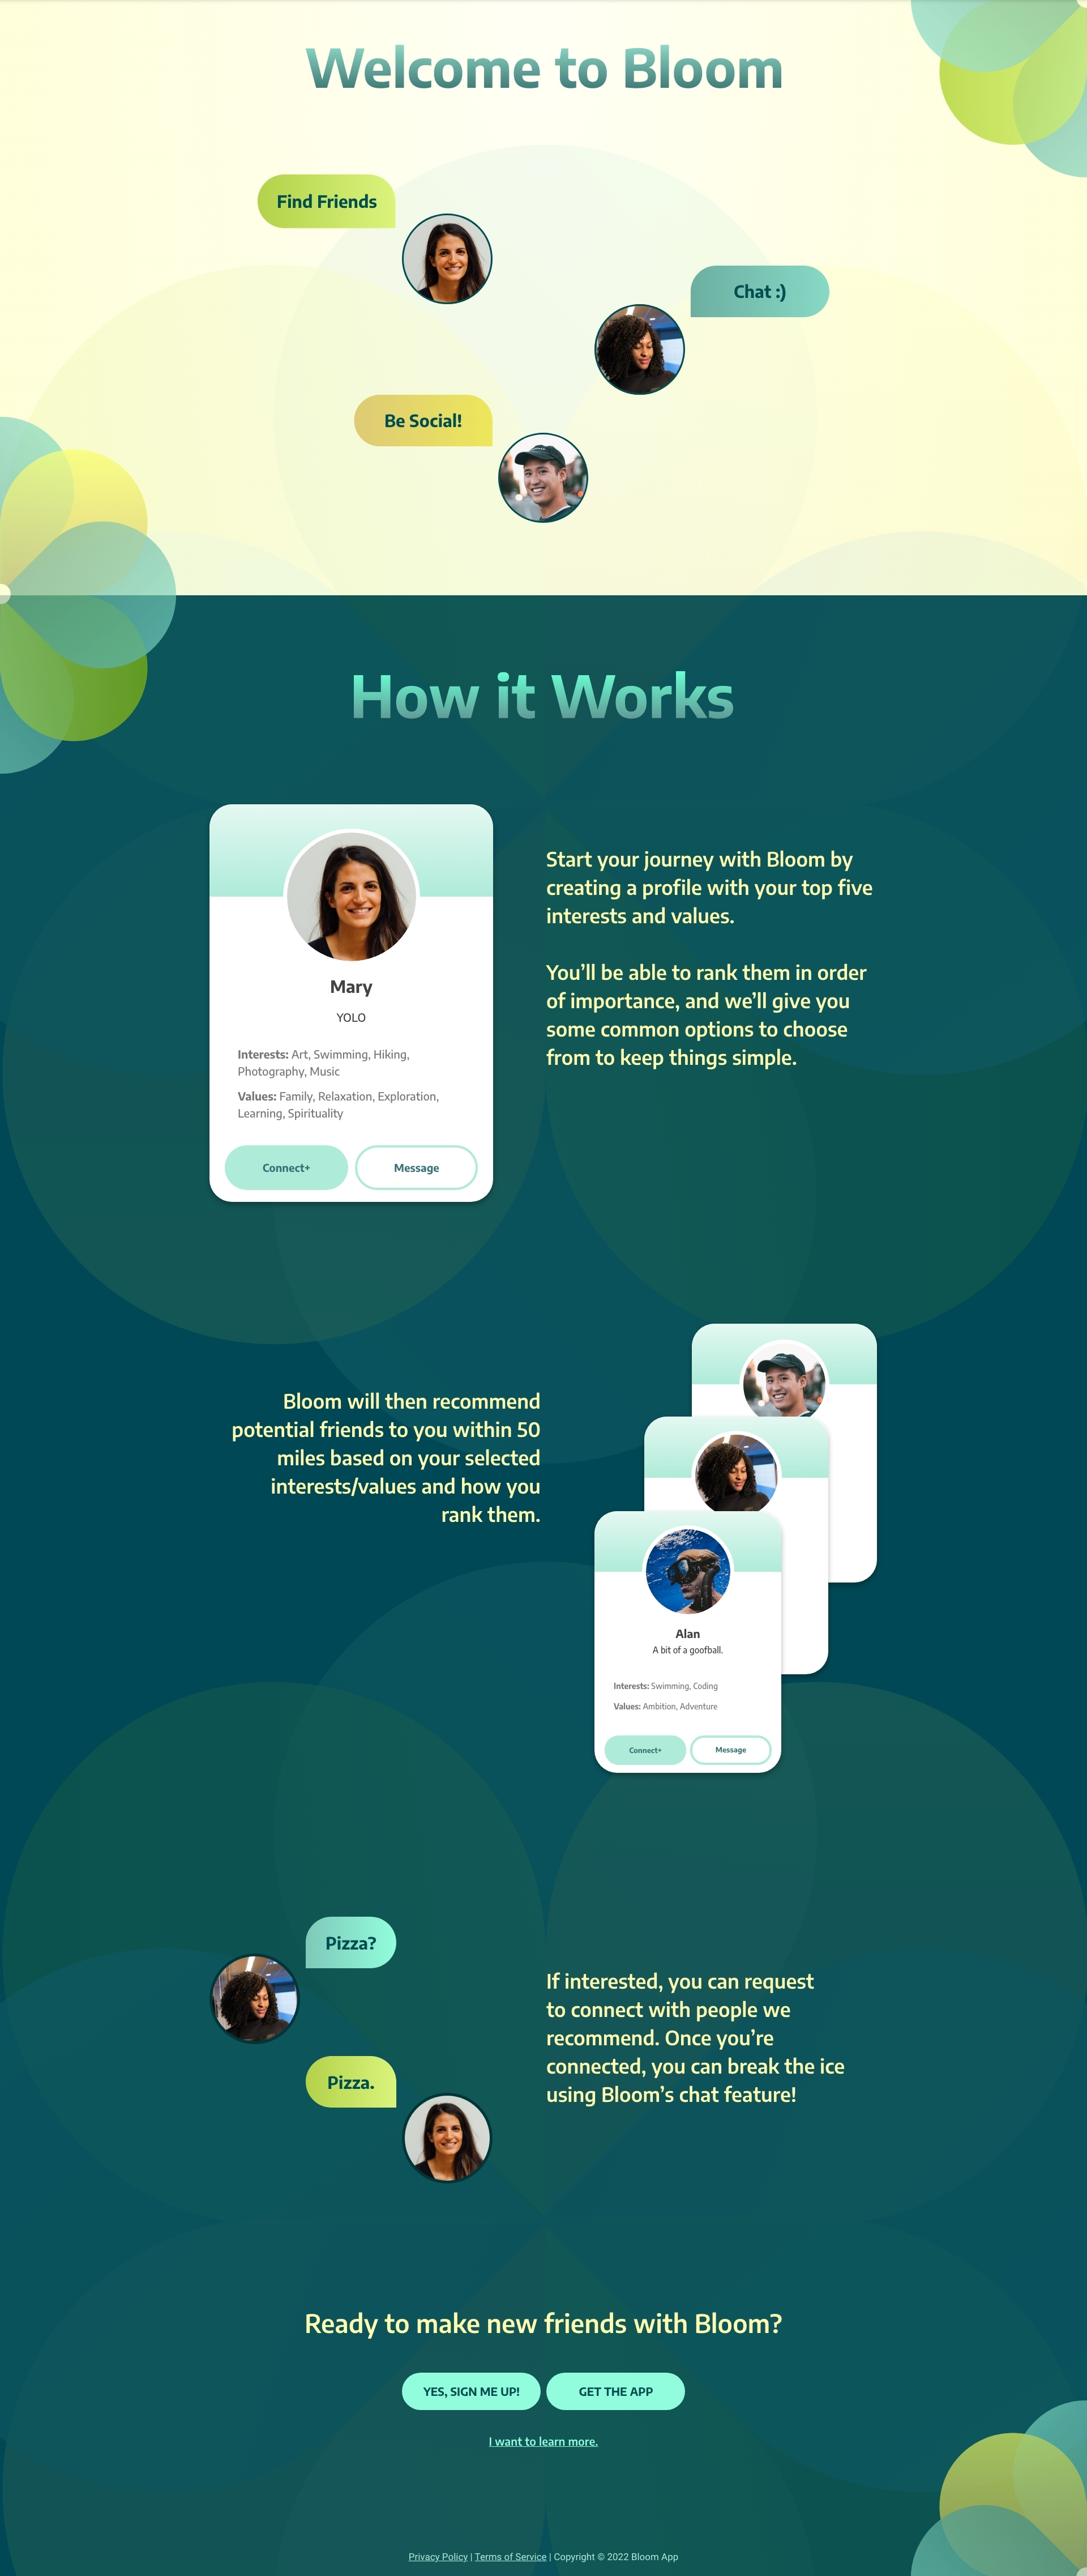 Welcome to Bloom
Find Friends
Chat :)
Be Social!
How it Works
Mary
YOLO
Interests: Art, Swimming, Hiking,
Photography, Music
Values: Family, Relaxation, Exploration,
Learning, Spirituality
Connect+
Message
Start your journey with Bloom by
creating a profile with your top five
interests and values.
You’ll be able to rank them in order
of importance, and we’ll give you
some common options to choose
from to keep things simple.
Bloom will then recommend
potential friends to you within 50
miles based on your selected
interests/values and how you
rank them.
Alan
A bit of a goofball.
Interests: Swimming, Coding
Values: Ambition, Adventure
Connect+
Message
Pizza?
Pizza.
If interested, you can request
to connect with people we
recommend. Once you’re
connected, you can break the ice
using Bloom’s chat feature!
Ready to make new friends with Bloom?
YES, SIGN ME UP!
GET THE APP
I want to learn more.
Privacy Policy | Terms of Service | Copyright © 2022 Bloom App